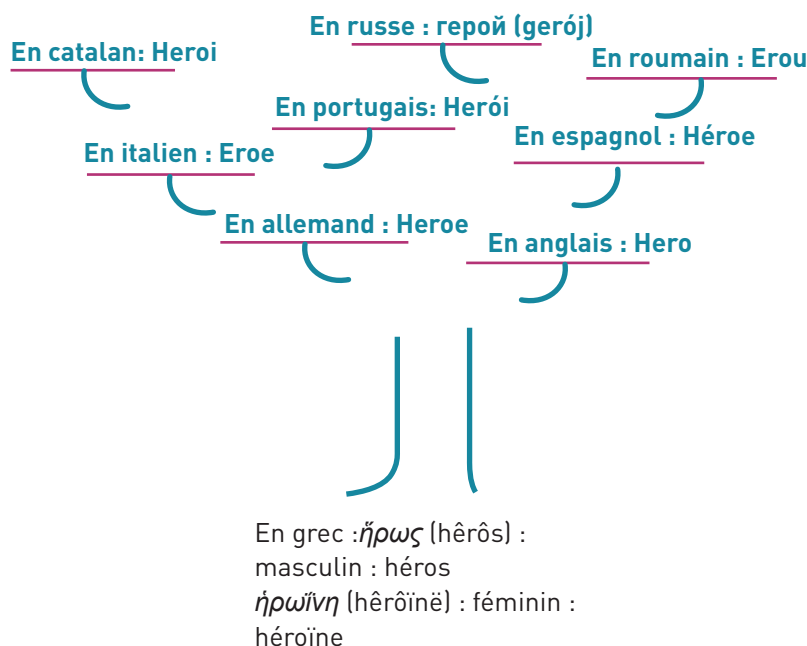 En russe : герой (gerój)
En catalan: Heroi
En roumain : Erou
En portugais: Herói
En espagnol : Héroe
En italien : Eroe
En allemand : Heroe
En anglais : Hero
En grec :ἥρως (hêrôs) :
masculin : héros
ἡρωΐνη (hêrôïnë) : féminin :
héroïne